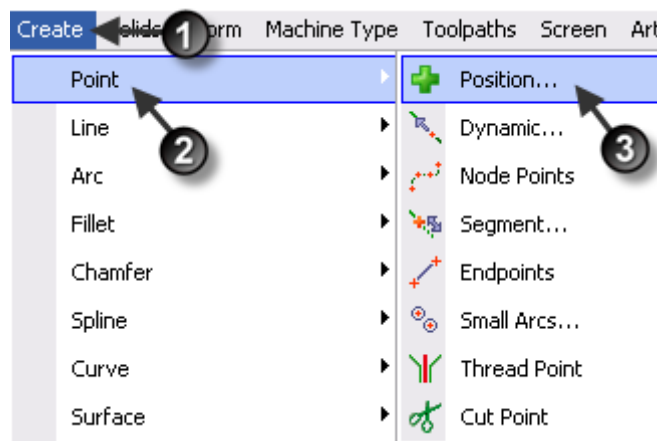 Create 1 Machine Type Toolpaths Screen
Point 2 Position... 3
Line Dynamic...
Arc Node Points
Fillet Segment...
Chamfer Endpoints
Spline Small Arcs...
Curve Thread Point
Surface Cut Point